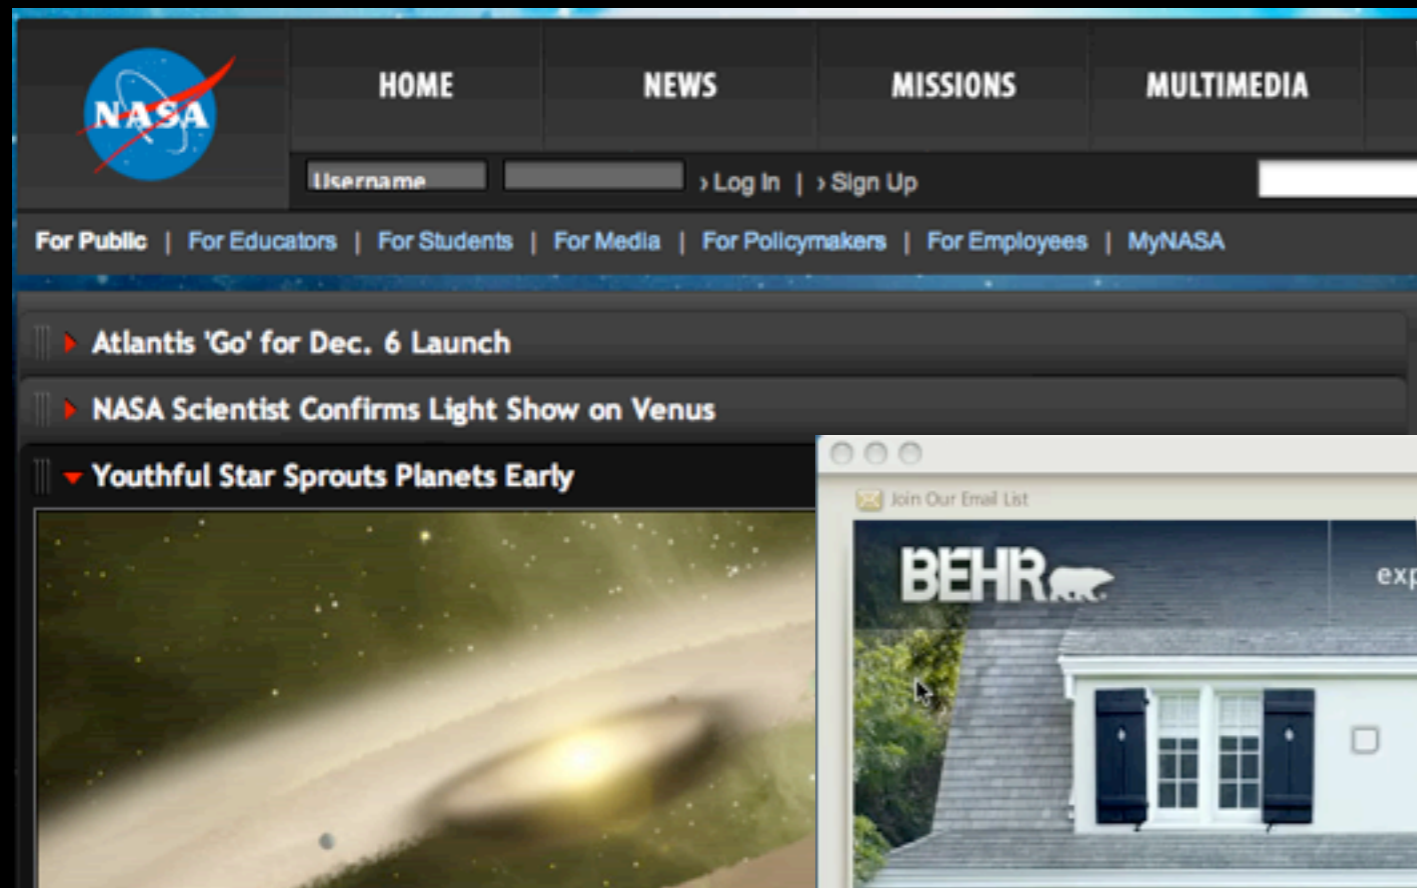 NASA
HOME NEWS MISSIONS MULTIMEDIA
Username › Log In | › Sign Up
For Public | For Educators | For Students | For Media | For Policymakers | For Employees | MyNASA
Atlantis 'Go' for Dec. 6 Launch
NASA Scientist Confirms Light Show on Venus
Youthful Star Sprouts Planets Early
Join Our Email List
BEHR
exp